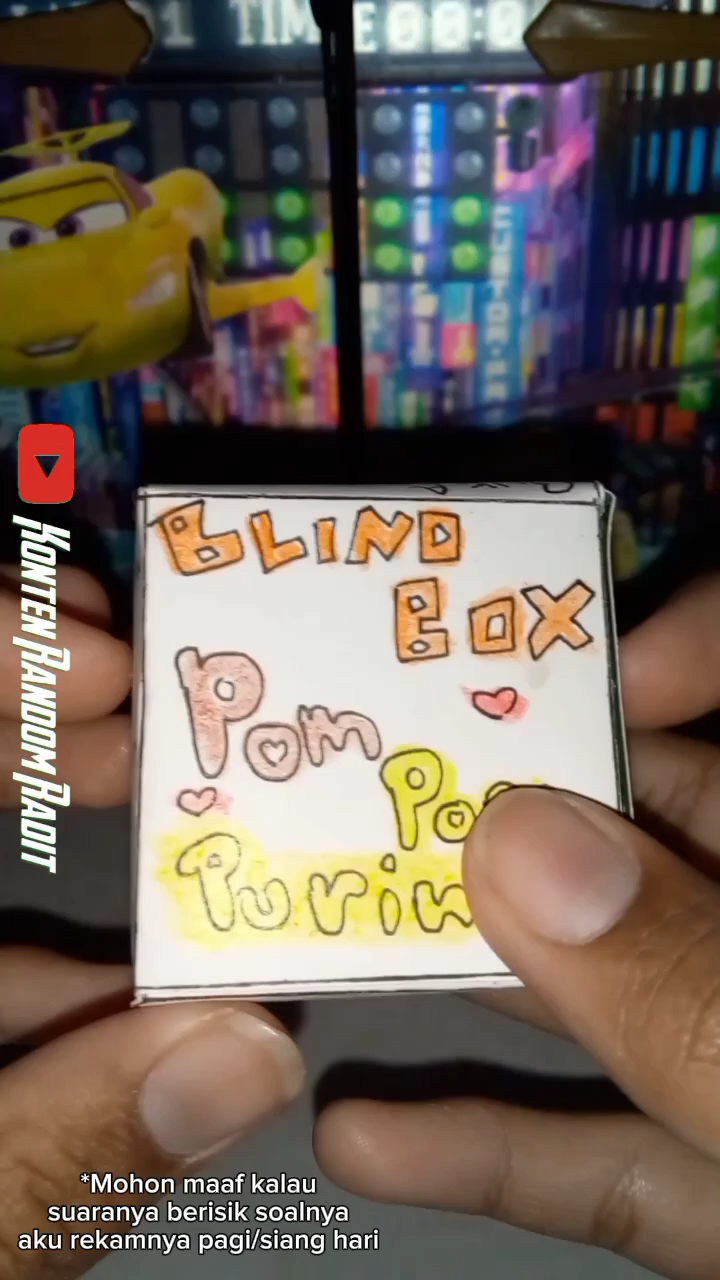 TIME 00:0
BLIND
BOX
Pom
Purin
KONTEN RANDOM RADIT
*Mohon maaf kalau
suaranya berisik soalnya
aku rekamnya pagi/siang hari